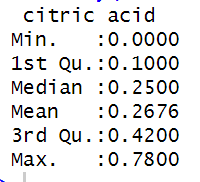 citric acid
Min.   :0.0000
1st Qu.:0.1000
Median :0.2500
Mean   :0.2676
3rd Qu.:0.4200
Max.   :0.7800